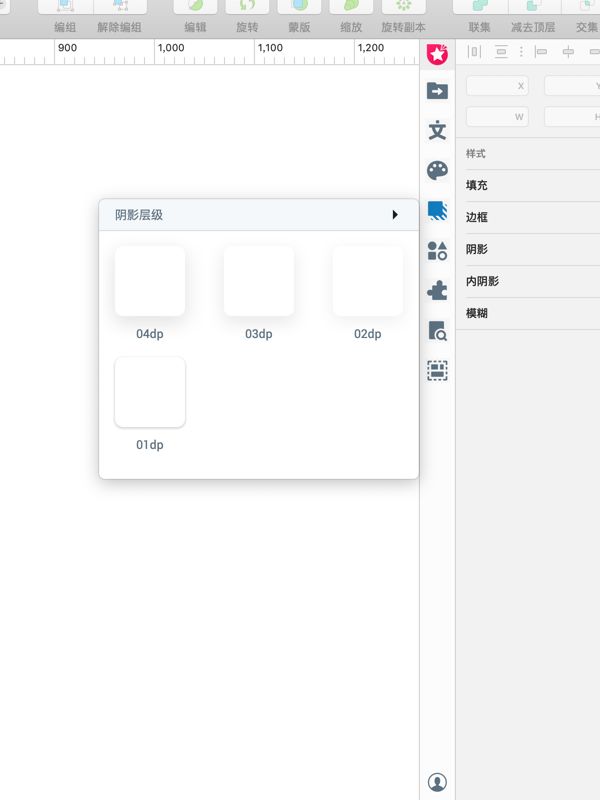 编组 解除编组 编辑 旋转 蒙版 缩放 旋转副本 联集 减去顶层 交集
900 1,000 1,100 1,200
X Y
W H
样式
填充
边框
阴影
内阴影
模糊
阴影层级
04dp 03dp 02dp
01dp